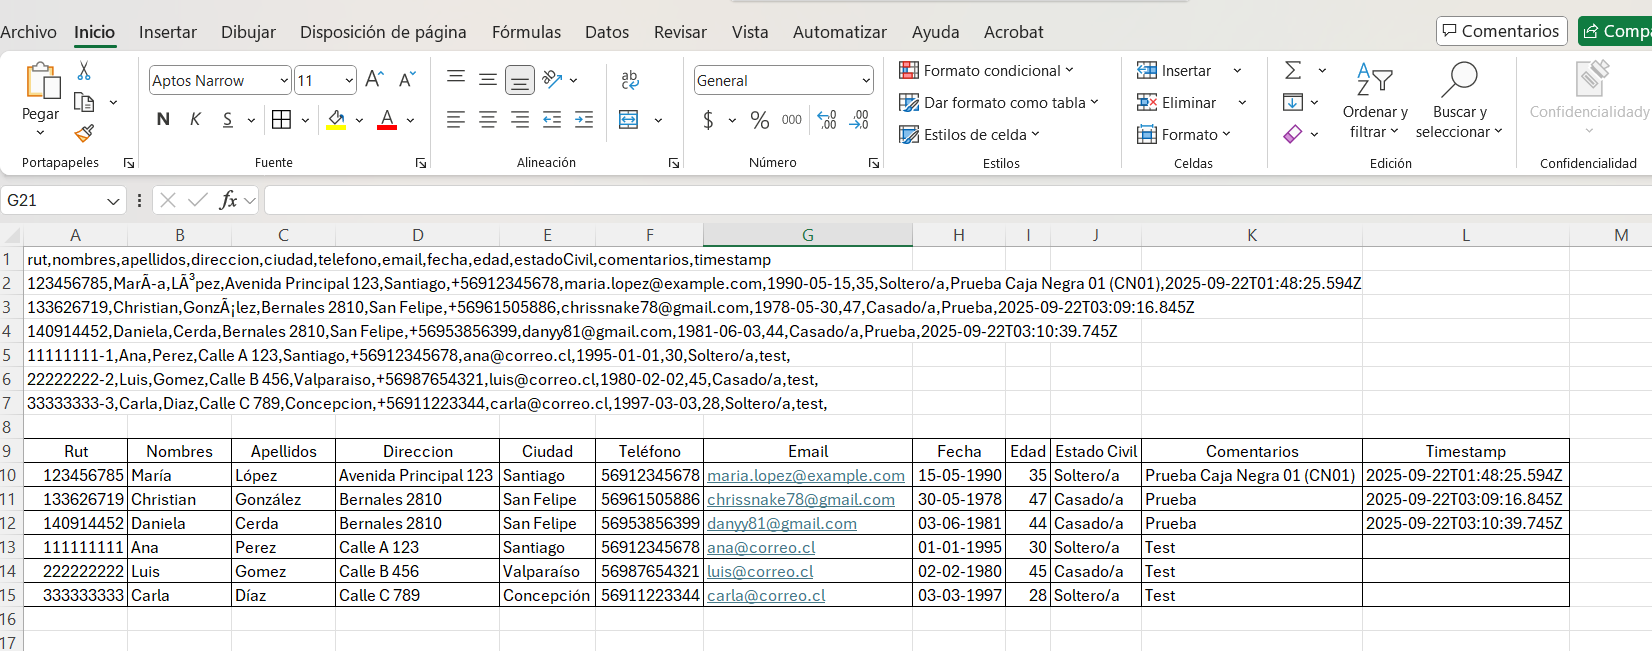 Archivo Inicio Insertar Dibujar Disposición de página Fórmulas Datos Revisar Vista Automatizar Ayuda Acrobat Comentarios Compa
Pegar
Portapapeles
Aptos Narrow 11
N K S A
Fuente
ab
Alineación
General
$ % 000
Número
Formato condicional
Dar formato como tabla
Estilos de celda
Estilos
Insertar
Eliminar
Formato
Celdas
Ordenar y
filtrar
Buscar y
seleccionar
Edición
Confidencialidad
Confidencialidad
G21 fx
A B C D E F G H I J K L M
1 rut,nombres,apellidos,direccion,ciudad,telefono,email,fecha,edad,estadoCivil,comentarios,timestamp
2 123456785,MarÃ-a,LÃ³pez,Avenida Principal 123,Santiago,+56912345678,maria.lopez@example.com,1990-05-15,35,Soltero/a,Prueba Caja Negra 01 (CN01),2025-09-22T01:48:25.594Z
3 133626719,Christian,GonzÃ¡lez,Bernales 2810,San Felipe,+56961505886,chrissnake78@gmail.com,1978-05-30,47,Casado/a,Prueba,2025-09-22T03:09:16.845Z
4 140914452,Daniela,Cerda,Bernales 2810,San Felipe,+56953856399,danyy81@gmail.com,1981-06-03,44,Casado/a,Prueba,2025-09-22T03:10:39.745Z
5 11111111-1,Ana,Perez,Calle A 123,Santiago,+56912345678,ana@correo.cl,1995-01-01,30,Soltero/a,test,
6 22222222-2,Luis,Gomez,Calle B 456,Valparaiso,+56987654321,luis@correo.cl,1980-02-02,45,Casado/a,test,
7 33333333-3,Carla,Diaz,Calle C 789,Concepcion,+56911223344,carla@correo.cl,1997-03-03,28,Soltero/a,test,
8
9 Rut Nombres Apellidos Direccion Ciudad Teléfono Email Fecha Edad Estado Civil Comentarios Timestamp
10 123456785 María López Avenida Principal 123 Santiago 56912345678 maria.lopez@example.com 15-05-1990 35 Soltero/a Prueba Caja Negra 01 (CN01) 2025-09-22T01:48:25.594Z
11 133626719 Christian González Bernales 2810 San Felipe 56961505886 chrissnake78@gmail.com 30-05-1978 47 Casado/a Prueba 2025-09-22T03:09:16.845Z
12 140914452 Daniela Cerda Bernales 2810 San Felipe 56953856399 danyy81@gmail.com 03-06-1981 44 Casado/a Prueba 2025-09-22T03:10:39.745Z
13 111111111 Ana Perez Calle A 123 Santiago 56912345678 ana@correo.cl 01-01-1995 30 Soltero/a Test
14 222222222 Luis Gomez Calle B 456 Valparaíso 56987654321 luis@correo.cl 02-02-1980 45 Casado/a Test
15 333333333 Carla Díaz Calle C 789 Concepción 56911223344 carla@correo.cl 03-03-1997 28 Soltero/a Test
16
17